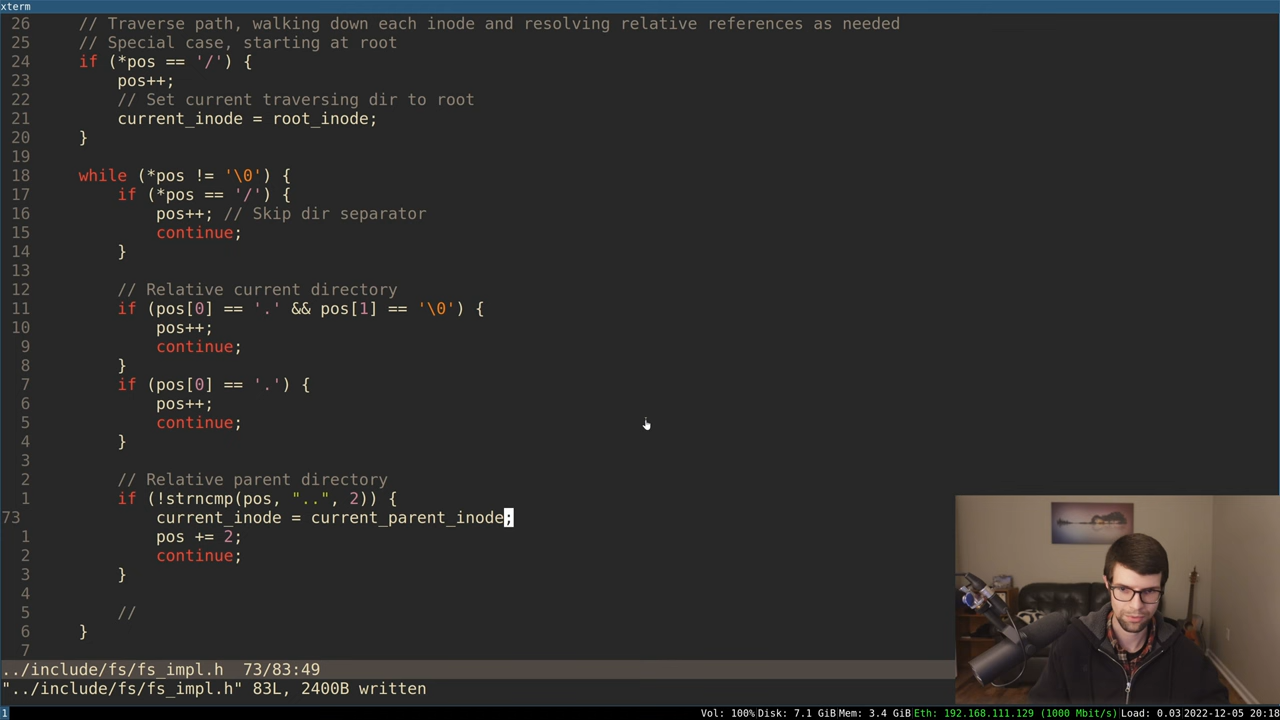 xterm
26     // Traverse path, walking down each inode and resolving relative references as needed
25     // Special case, starting at root
24     if (*pos == '/') {
23         pos++;
22         // Set current traversing dir to root
21         current_inode = root_inode;
20     }
19
18     while (*pos != '\0') {
17         if (*pos == '/') {
16             pos++; // Skip dir separator
15             continue;
14         }
13
12         // Relative current directory
11         if (pos[0] == '.' && pos[1] == '\0') {
10             pos++;
9             continue;
8         }
7         if (pos[0] == '.') {
6             pos++;
5             continue;
4         }
3
2         // Relative parent directory
1         if (!strncmp(pos, "..", 2)) {
73             current_inode = current_parent_inode;
1             pos += 2;
2             continue;
3         }
4
5         //
6     }
7
../include/fs/fs_impl.h  73/83:49
"../include/fs/fs_impl.h" 83L, 2400B written
1 Vol: 100% Disk: 7.1 GiB Mem: 3.4 GiB Eth: 192.168.111.129 (1000 Mbit/s) Load: 0.03 2022-12-05 20:18